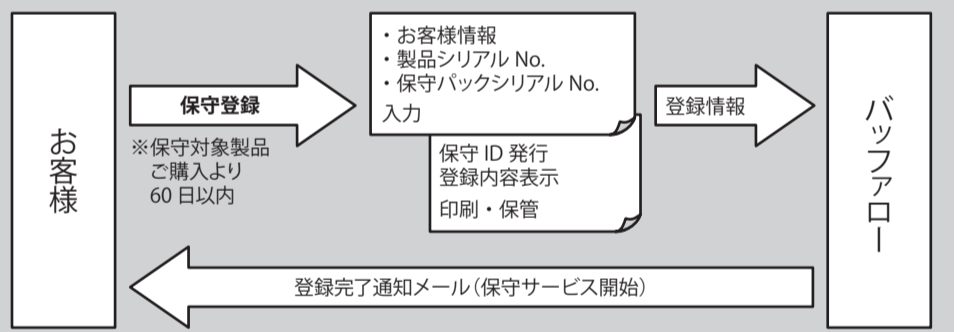 お客様
保守登録
※保守対象製品
ご購入より
60日以内
・お客様情報
・製品シリアル No.
・保守パックシリアル No.
入力
保守 ID 発行
登録内容表示
印刷・保管
登録情報
バッファロー
登録完了通知メール（保守サービス開始）